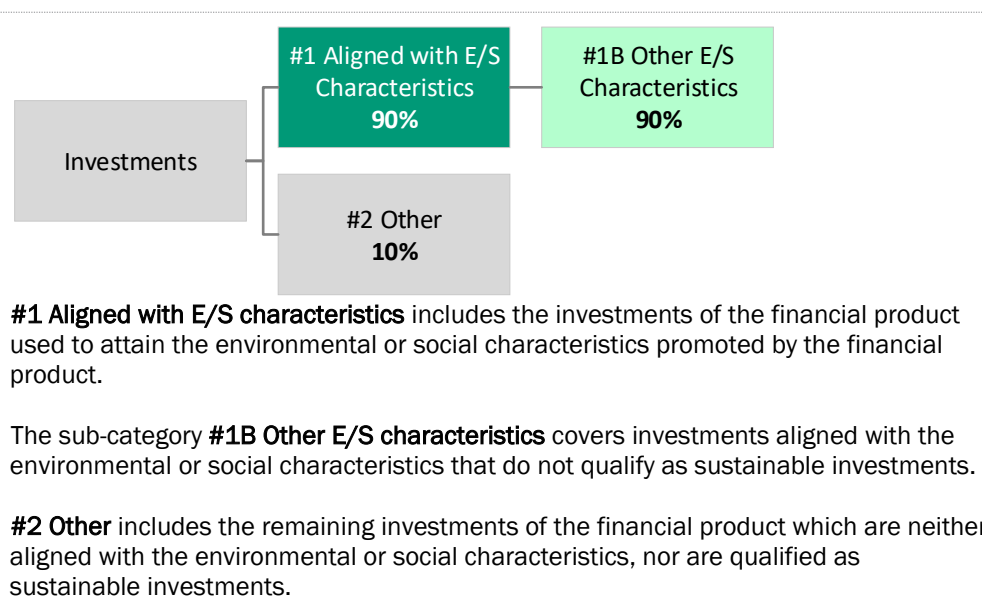 #1 Aligned with E/S
Characteristics
90%
#1B Other E/S
Characteristics
90%
Investments
#2 Other
10%
#1 Aligned with E/S characteristics includes the investments of the financial product
used to attain the environmental or social characteristics promoted by the financial
product.
The sub-category #1B Other E/S characteristics covers investments aligned with the
environmental or social characteristics that do not qualify as sustainable investments.
#2 Other includes the remaining investments of the financial product which are neither
aligned with the environmental or social characteristics, nor are qualified as
sustainable investments.